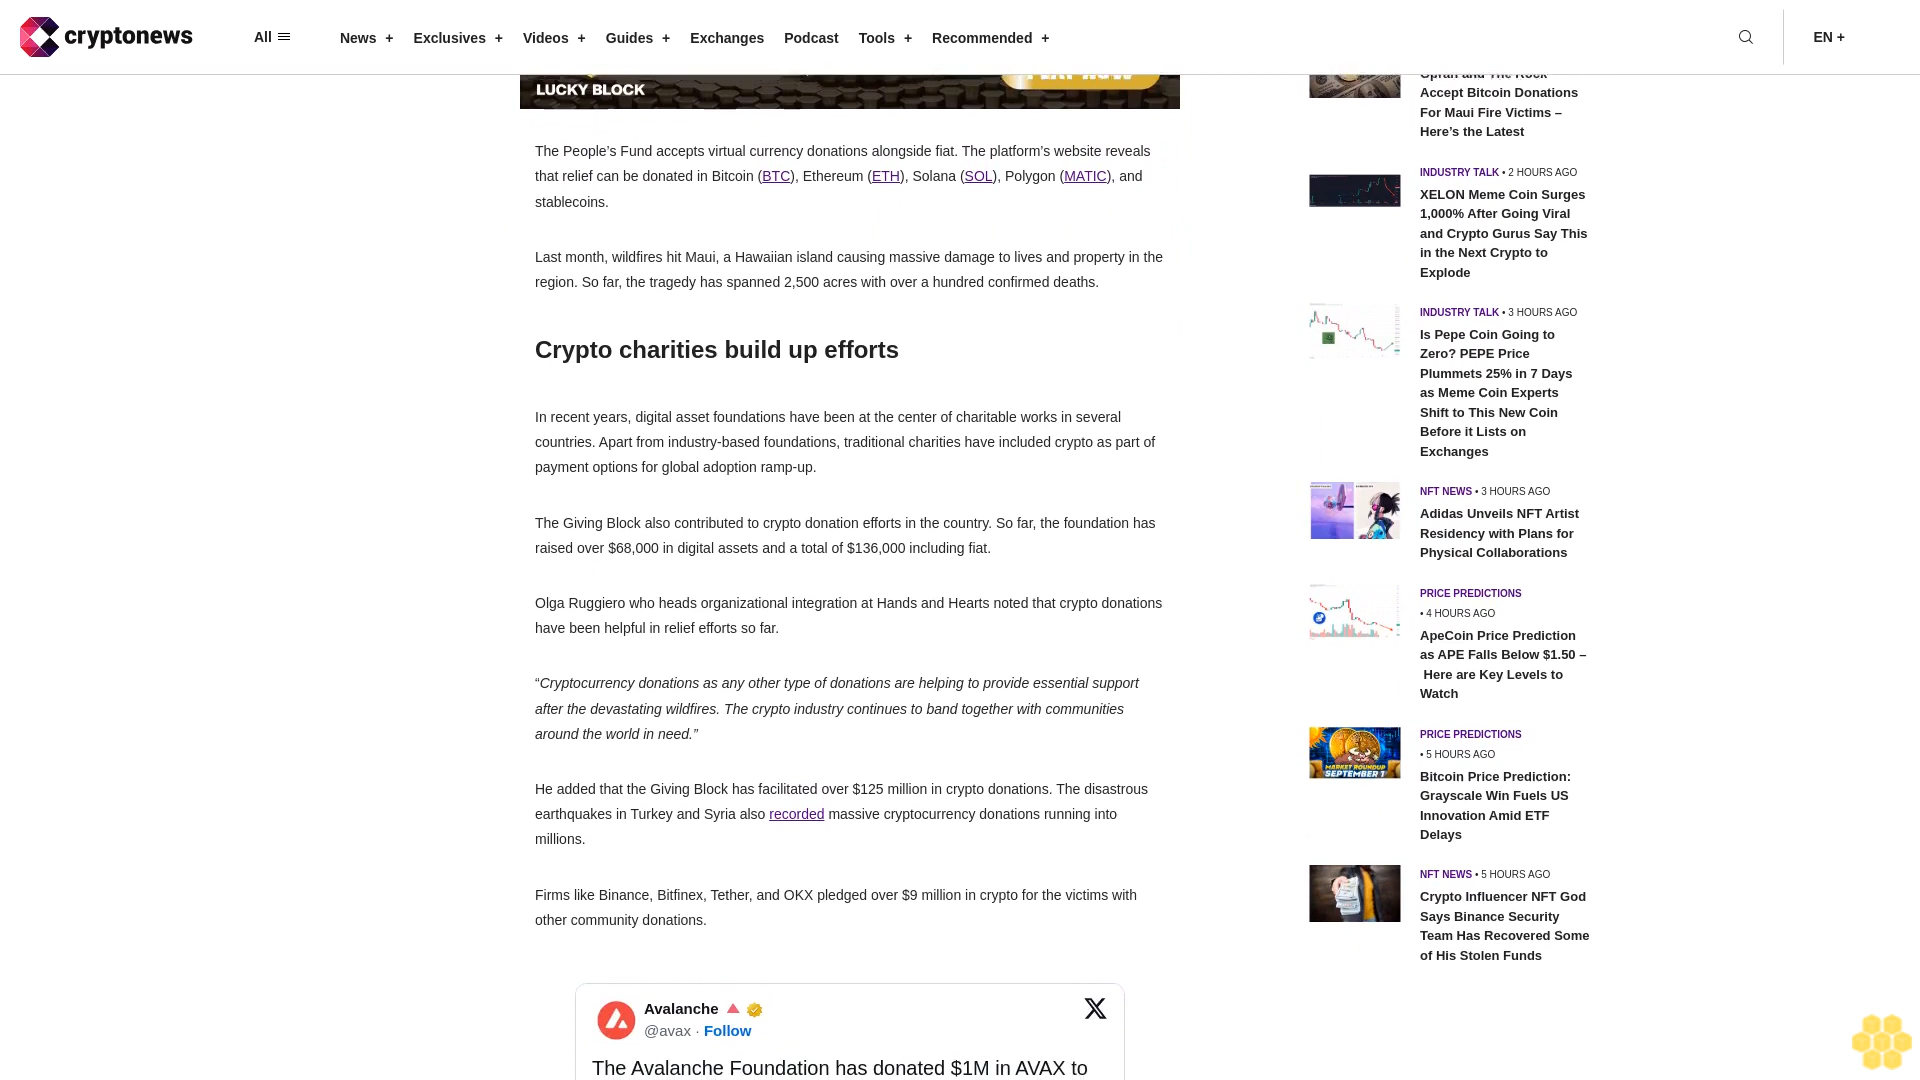 cryptonews
All
News +
Exclusives +
Videos +
Guides +
Exchanges
Podcast
Tools +
Recommended +
EN +
LUCKY BLOCK
The People’s Fund accepts virtual currency donations alongside fiat. The platform’s website reveals
that relief can be donated in Bitcoin (BTC), Ethereum (ETH), Solana (SOL), Polygon (MATIC), and
stablecoins.
Last month, wildfires hit Maui, a Hawaiian island causing massive damage to lives and property in the
region. So far, the tragedy has spanned 2,500 acres with over a hundred confirmed deaths.
Crypto charities build up efforts
In recent years, digital asset foundations have been at the center of charitable works in several
countries. Apart from industry-based foundations, traditional charities have included crypto as part of
payment options for global adoption ramp-up.
The Giving Block also contributed to crypto donation efforts in the country. So far, the foundation has
raised over $68,000 in digital assets and a total of $136,000 including fiat.
Olga Ruggiero who heads organizational integration at Hands and Hearts noted that crypto donations
have been helpful in relief efforts so far.
“Cryptocurrency donations as any other type of donations are helping to provide essential support
after the devastating wildfires. The crypto industry continues to band together with communities
around the world in need.”
He added that the Giving Block has facilitated over $125 million in crypto donations. The disastrous
earthquakes in Turkey and Syria also recorded massive cryptocurrency donations running into
millions.
Firms like Binance, Bitfinex, Tether, and OKX pledged over $9 million in crypto for the victims with
other community donations.
Avalanche
@avax · Follow
The Avalanche Foundation has donated $1M in AVAX to
Accept Bitcoin Donations
For Maui Fire Victims –
Here’s the Latest
INDUSTRY TALK • 2 HOURS AGO
XELON Meme Coin Surges
1,000% After Going Viral
and Crypto Gurus Say This
in the Next Crypto to
Explode
INDUSTRY TALK • 3 HOURS AGO
Is Pepe Coin Going to
Zero? PEPE Price
Plummets 25% in 7 Days
as Meme Coin Experts
Shift to This New Coin
Before it Lists on
Exchanges
NFT NEWS • 3 HOURS AGO
Adidas Unveils NFT Artist
Residency with Plans for
Physical Collaborations
PRICE PREDICTIONS
• 4 HOURS AGO
ApeCoin Price Prediction
as APE Falls Below $1.50 –
Here are Key Levels to
Watch
MARKET ROUNDUP
SEPTEMBER 1
PRICE PREDICTIONS
• 5 HOURS AGO
Bitcoin Price Prediction:
Grayscale Win Fuels US
Innovation Amid ETF
Delays
NFT NEWS • 5 HOURS AGO
Crypto Influencer NFT God
Says Binance Security
Team Has Recovered Some
of His Stolen Funds